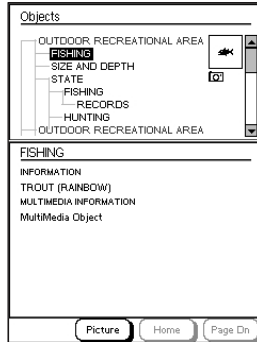 Objects
OUTDOOR RECREATIONAL AREA
FISHING
SIZE AND DEPTH
STATE
FISHING
RECORDS
HUNTING
OUTDOOR RECREATIONAL AREA
FISHING
INFORMATION
TROUT (RAINBOW)
MULTIMEDIA INFORMATION
MultiMedia Object
Picture Home Page Dn